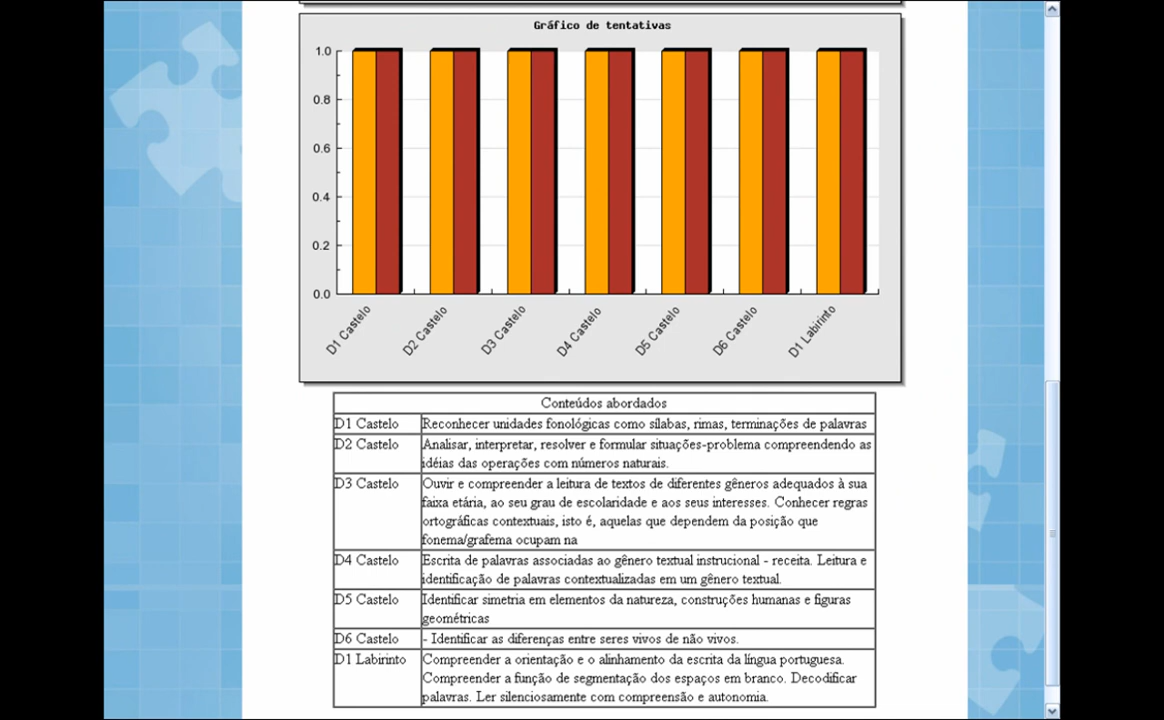 Gráfico de tentativas
1.0
0.8
0.6
0.4
0.2
0.0
D1 Castelo
D2 Castelo
D3 Castelo
D4 Castelo
D5 Castelo
D6 Castelo
D1 Labirinto
Conteúdos abordados
D1 Castelo Reconhecer unidades fonológicas como sílabas, rimas, terminações de palavras
D2 Castelo Analisar, interpretar, resolver e formular situações-problema compreendendo as
idéias das operações com números naturais.
D3 Castelo Ouvir e compreender a leitura de textos de diferentes gêneros adequados à sua
faixa etária, ao seu grau de escolaridade e aos seus interesses. Conhecer regras
ortográficas contextuais, isto é, aquelas que dependem da posição que
fonema/grafema ocupam na
D4 Castelo Escrita de palavras associadas ao gênero textual instrucional - receita. Leitura e
identificação de palavras contextualizadas em um gênero textual.
D5 Castelo Identificar simetria em elementos da natureza, construções humanas e figuras
geométricas
D6 Castelo - Identificar as diferenças entre seres vivos de não vivos.
D1 Labirinto Compreender a orientação e o alinhamento da escrita da língua portuguesa.
Compreender a função de segmentação dos espaços em branco. Decodificar
palavras. Ler silenciosamente com compreensão e autonomia.